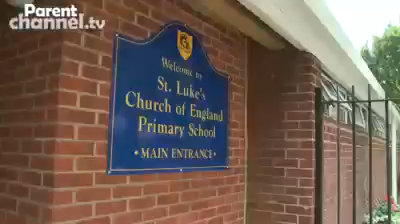 Parent
channel.tv
Welcome to
St. Luke's
Church of England
Primary School
• MAIN ENTRANCE •